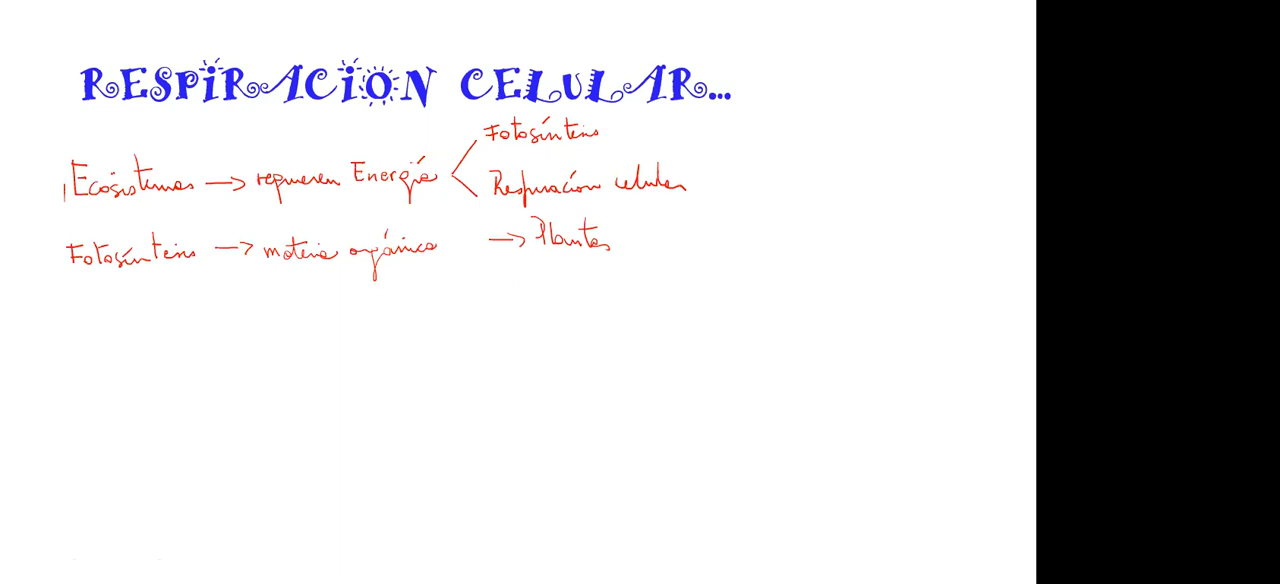 RESPIRACION CELULAR...
Fotosíntesis
Ecosistemas → requieren Energía < Respiración celular
Fotosíntesis → materia orgánica → Plantas